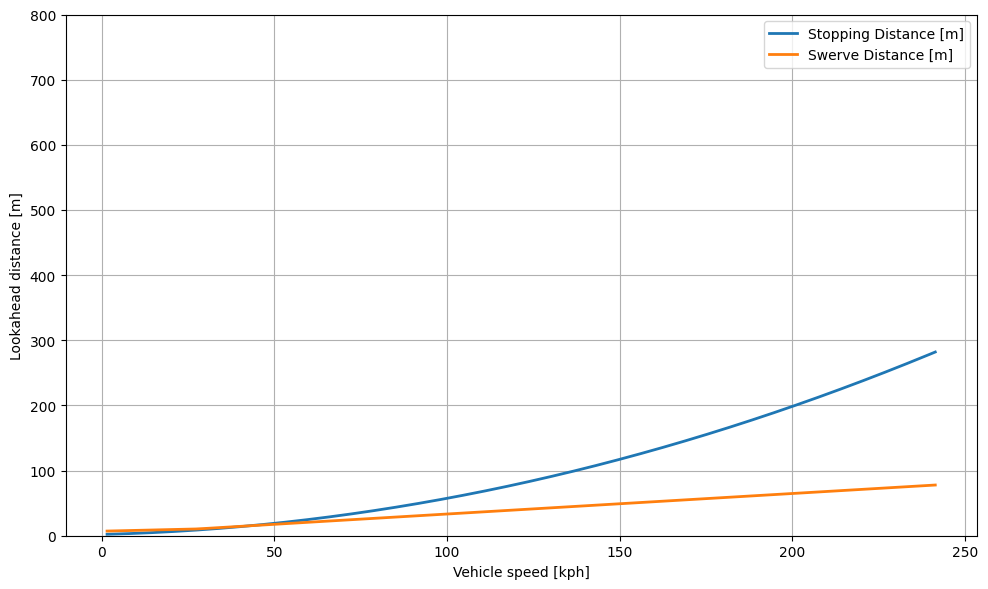 800
700
600
500
400
300
200
100
0
Lookahead distance [m]
Stopping Distance [m]
Swerve Distance [m]
0 50 100 150 200 250
Vehicle speed [kph]